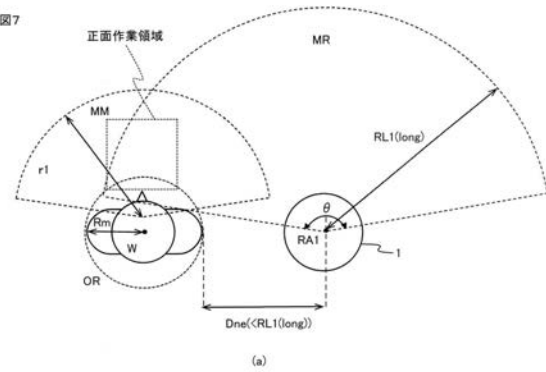 図7
正面作業領域
MR
MM
RL1(long)
r1
θ
Rm
RA1
W
1
OR
Dne(<RL1(long))
(a)